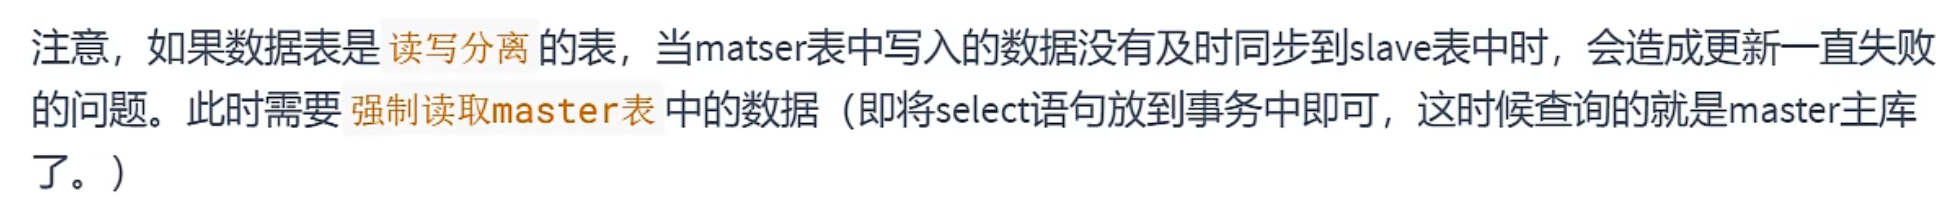 注意，如果数据表是 读写分离 的表，当matser表中写入的数据没有及时同步到slave表中时，会造成更新一直失败
的问题。此时需要 强制读取master表 中的数据（即将select语句放到事务中即可，这时候查询的就是master主库
了。）